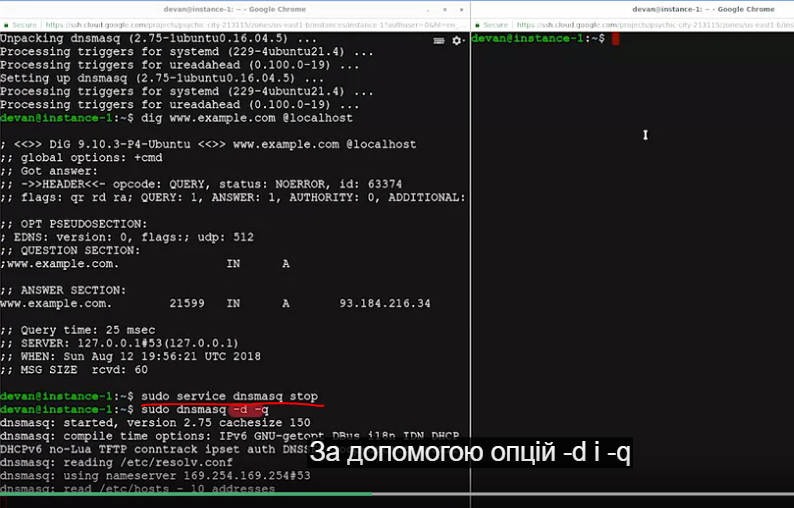 devan@instance-1: ~ - Google Chrome
Secure https://ssh.cloud.google.com/projects/psychic-city-213115/zones/us-east1-b/instances/instance-1?authuser=0&hl=en_
Unpacking dnsmasq (2.75-1ubuntu0.16.04.5) ...
Processing triggers for systemd (229-4ubuntu21.4) ...
Processing triggers for ureadahead (0.100.0-19) ...
Setting up dnsmasq (2.75-1ubuntu0.16.04.5) ...
Processing triggers for systemd (229-4ubuntu21.4) ...
Processing triggers for ureadahead (0.100.0-19) ...
devan@instance-1:~$ dig www.example.com @localhost
; <<>> DiG 9.10.3-P4-Ubuntu <<>> www.example.com @localhost
;; global options: +cmd
;; Got answer:
;; ->>HEADER<<- opcode: QUERY, status: NOERROR, id: 63374
;; flags: qr rd ra; QUERY: 1, ANSWER: 1, AUTHORITY: 0, ADDITIONAL:
;; OPT PSEUDOSECTION:
; EDNS: version: 0, flags:; udp: 512
;; QUESTION SECTION:
;www.example.com. IN A
;; ANSWER SECTION:
www.example.com. 21599 IN A 93.184.216.34
;; Query time: 25 msec
;; SERVER: 127.0.0.1#53(127.0.0.1)
;; WHEN: Sun Aug 12 19:56:21 UTC 2018
;; MSG SIZE rcvd: 60
devan@instance-1:~$ sudo service dnsmasq stop
devan@instance-1:~$ sudo dnsmasq -d -q
dnsmasq: started, version 2.75 cachesize 150
dnsmasq: compile time options: IPv6 GNU-getopt DBus i18n IDN DHCP
DHCPv6 no-Lua TFTP conntrack ipset auth
dnsmasq: reading /etc/resolv.conf
dnsmasq: using nameserver 169.254.169.254#53
dnsmasq: read /etc/hosts - 10 addresses
devan@instance-1: ~ - Google Chrome
Secure https://ssh.cloud.google.com/projects/psychic-city-213115/zones/us-east1-b/ins
devan@instance-1:~$
За допомогою опцій -d і -q